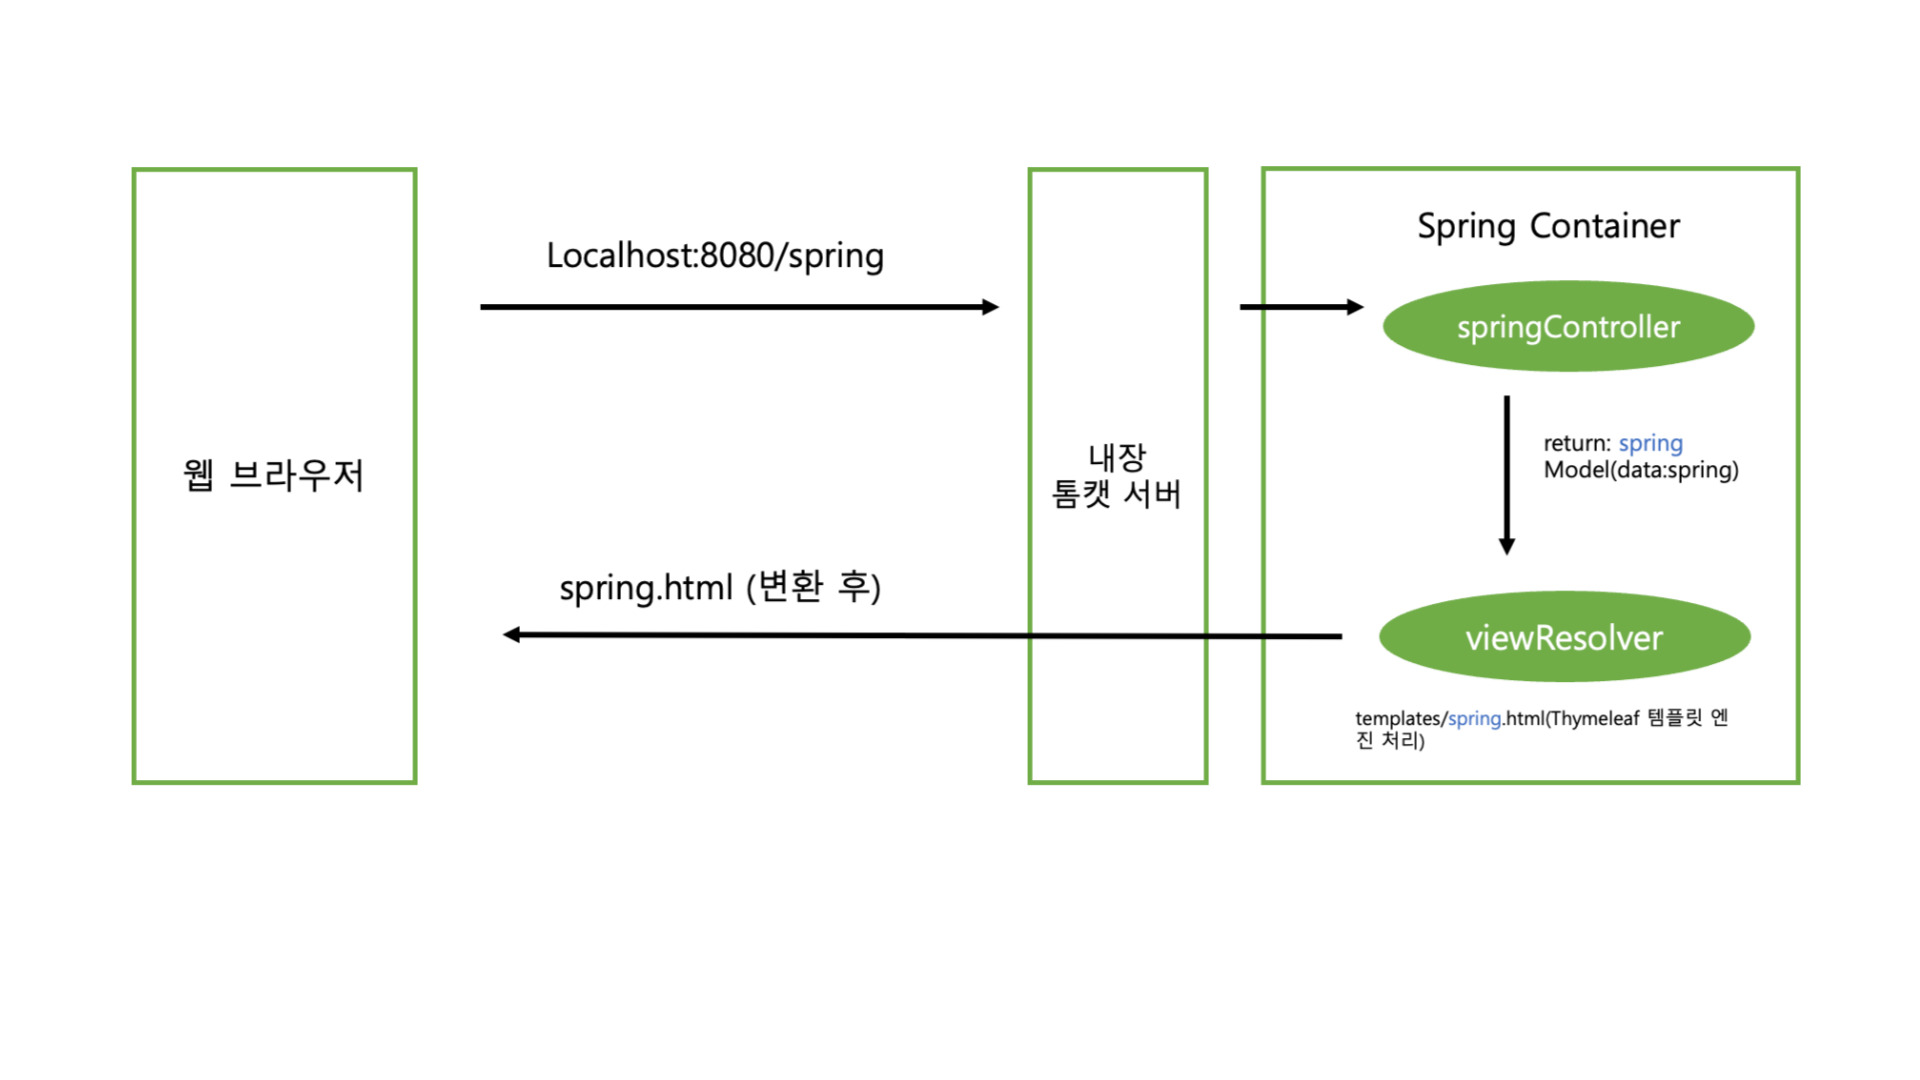 웹 브라우저
Localhost:8080/spring
spring.html (변환 후)
내장
톰캣 서버
Spring Container
springController
return: spring
Model(data:spring)
viewResolver
templates/spring.html(Thymeleaf 템플릿 엔
진 처리)